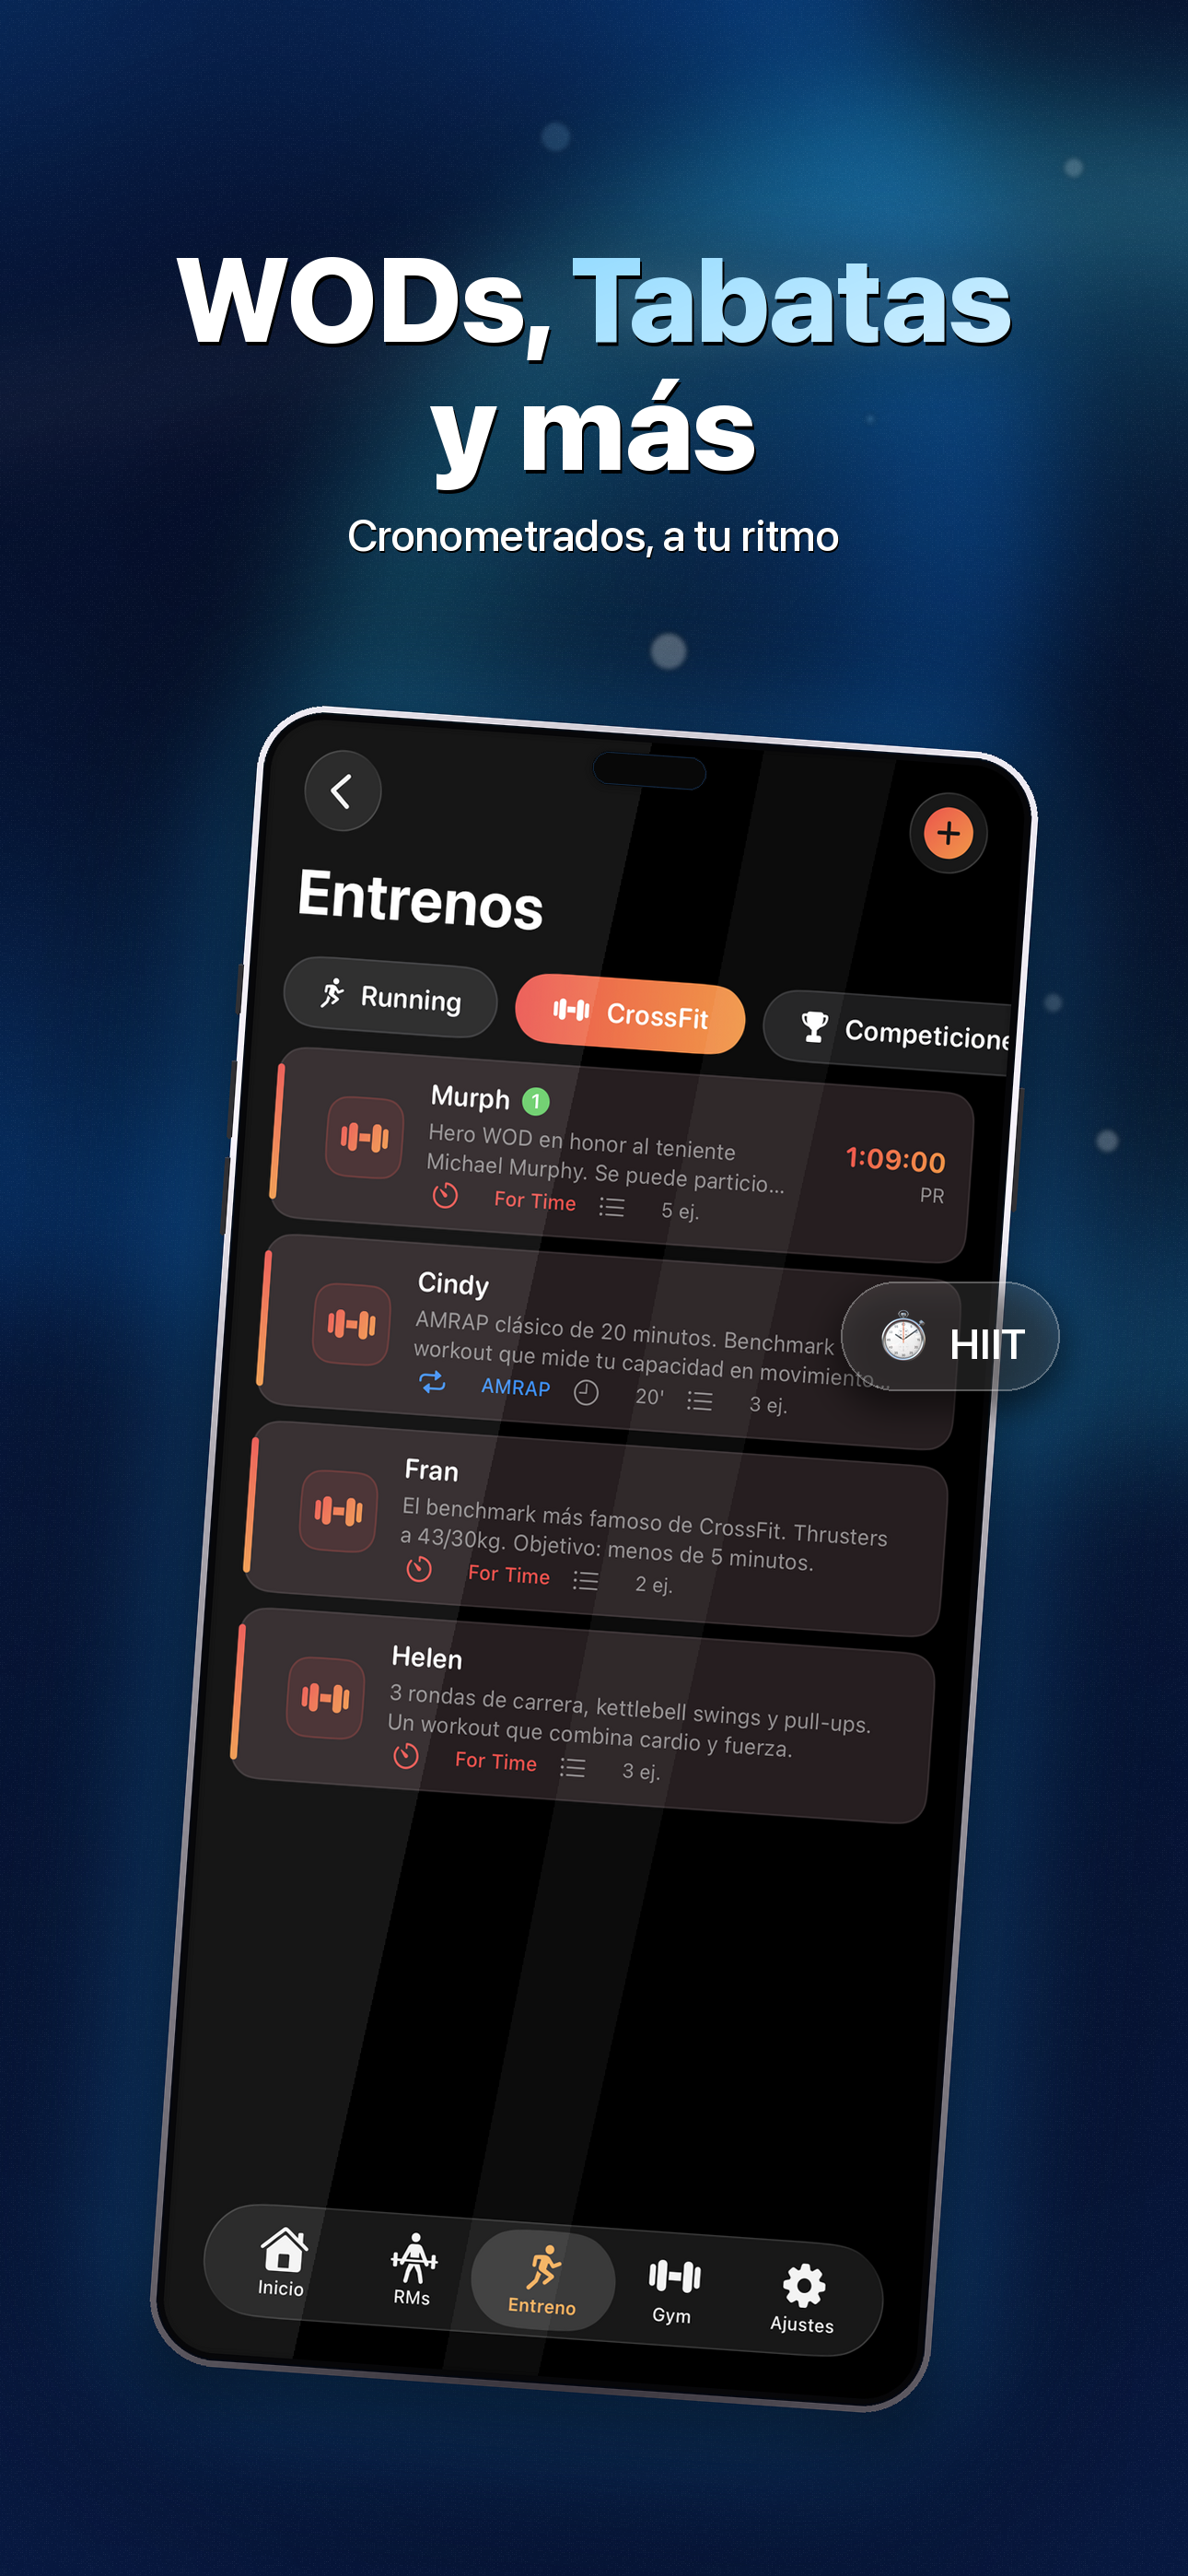 WODs, Tabatas
y más
Cronometrados, a tu ritmo
Entrenos
Running
CrossFit
Competicione
Murph 1
Hero WOD en honor al teniente
Michael Murphy. Se puede particio...
For Time 5 ej.
1:09:00
PR
Cindy
AMRAP clásico de 20 minutos. Benchmark
workout que mide tu capacidad en movimiento...
AMRAP 20' 3 ej.
HIIT
Fran
El benchmark más famoso de CrossFit. Thrusters
a 43/30kg. Objetivo: menos de 5 minutos.
For Time 2 ej.
Helen
3 rondas de carrera, kettlebell swings y pull-ups.
Un workout que combina cardio y fuerza.
For Time 3 ej.
Inicio
RMs
Entreno
Gym
Ajustes